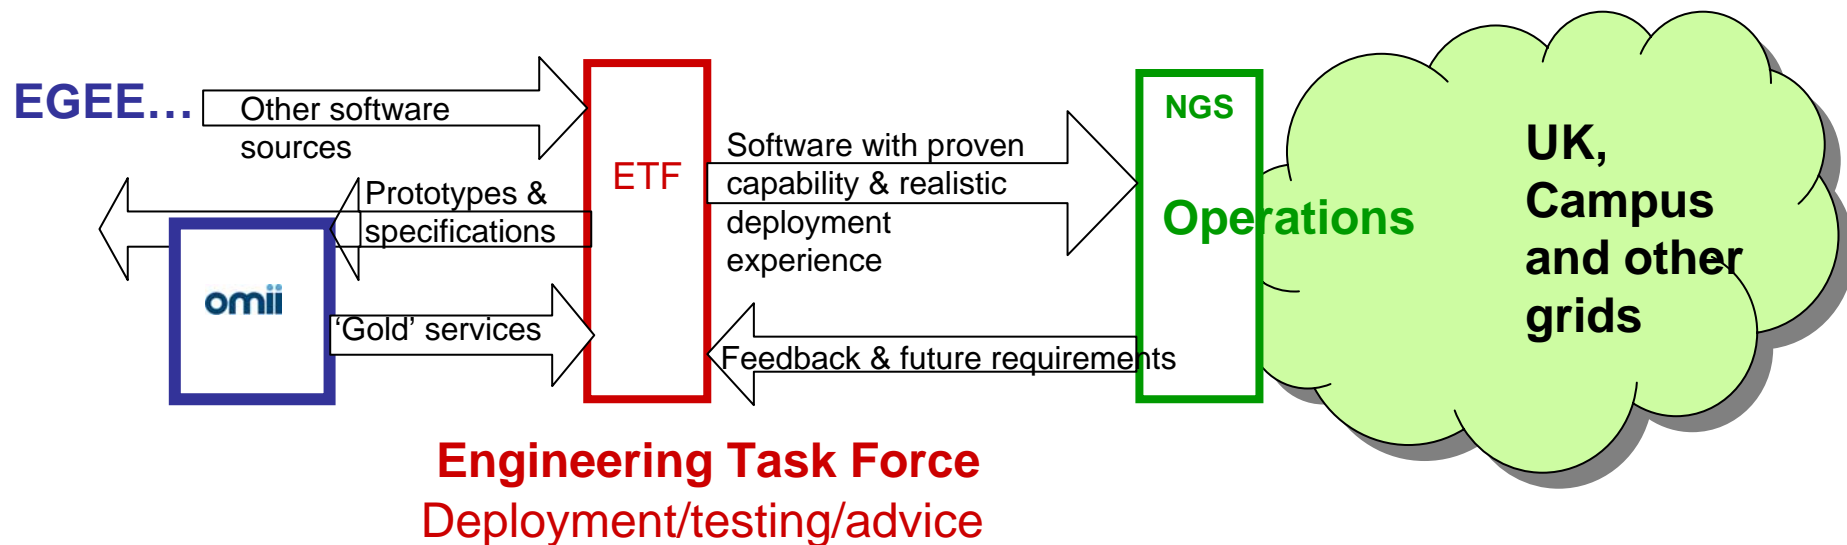 EGEE…
Other software
sources
Prototypes &
specifications
omii
‘Gold’ services
ETF
Software with proven
capability & realistic
deployment
experience
Feedback & future requirements
NGS
Operations
UK,
Campus
and other
grids
Engineering Task Force
Deployment/testing/advice